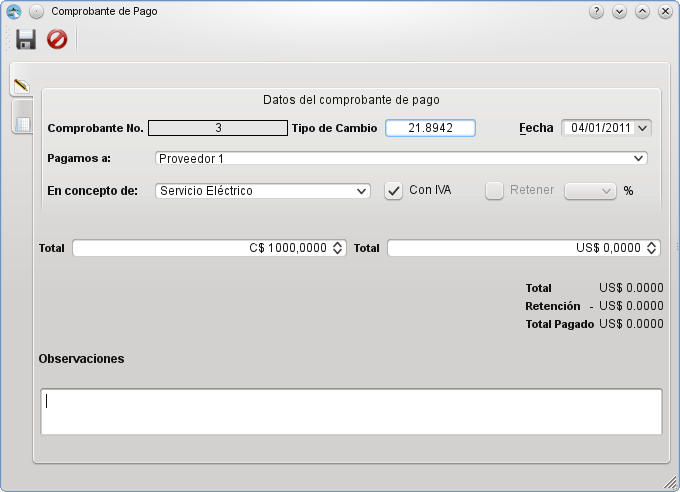 Comprobante de Pago
Datos del comprobante de pago
Comprobante No. 3 Tipo de Cambio 21.8942 Fecha 04/01/2011
Pagamos a: Proveedor 1
En concepto de: Servicio Eléctrico Con IVA Retener %
Total C$ 1000,0000 Total US$ 0,0000
Total US$ 0.0000
Retención - US$ 0.0000
Total Pagado US$ 0.0000
Observaciones